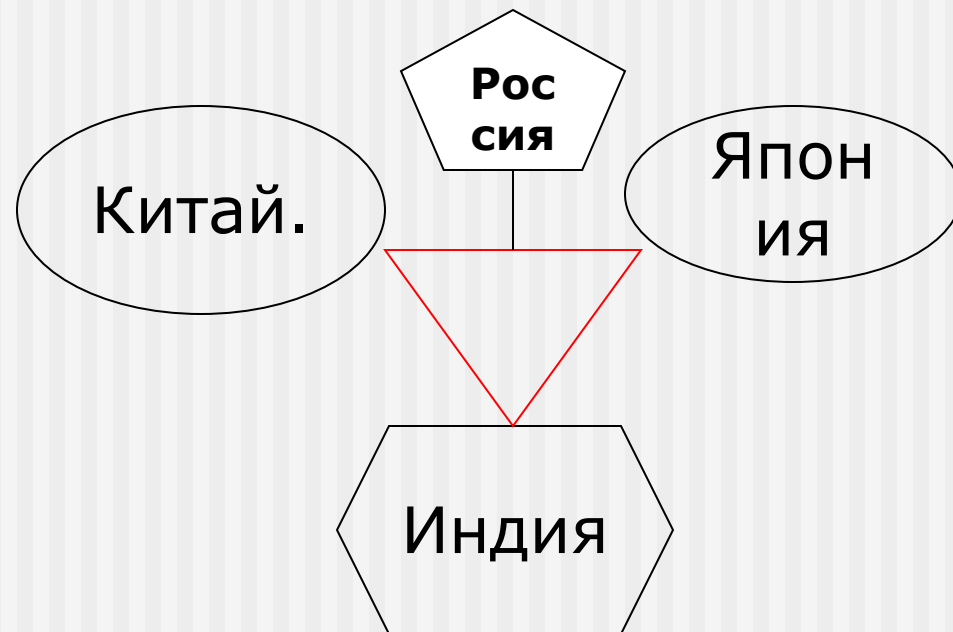 Рос
сия
Китай.
Япон
ия
Индия